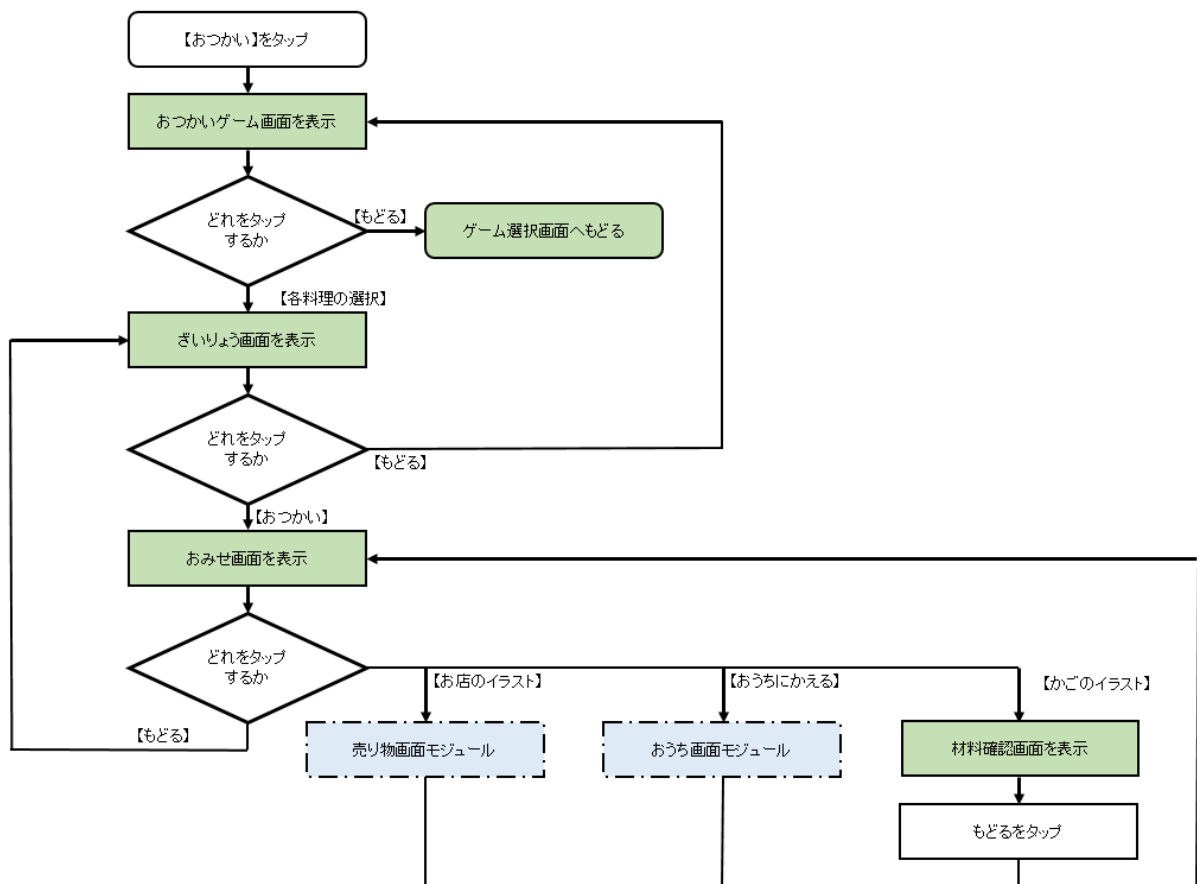 【おつかい】をタップ
おつかいゲーム画面を表示
どれをタップ
するか
【もどる】
ゲーム選択画面へもどる
【各料理の選択】
ざいりょう画面を表示
どれをタップ
するか
【もどる】
【おつかい】
おみせ画面を表示
どれをタップ
するか
【お店のイラスト】
【おうちにかえる】
【かごのイラスト】
【もどる】
売り物画面モジュール
おうち画面モジュール
材料確認画面を表示
もどるをタップ